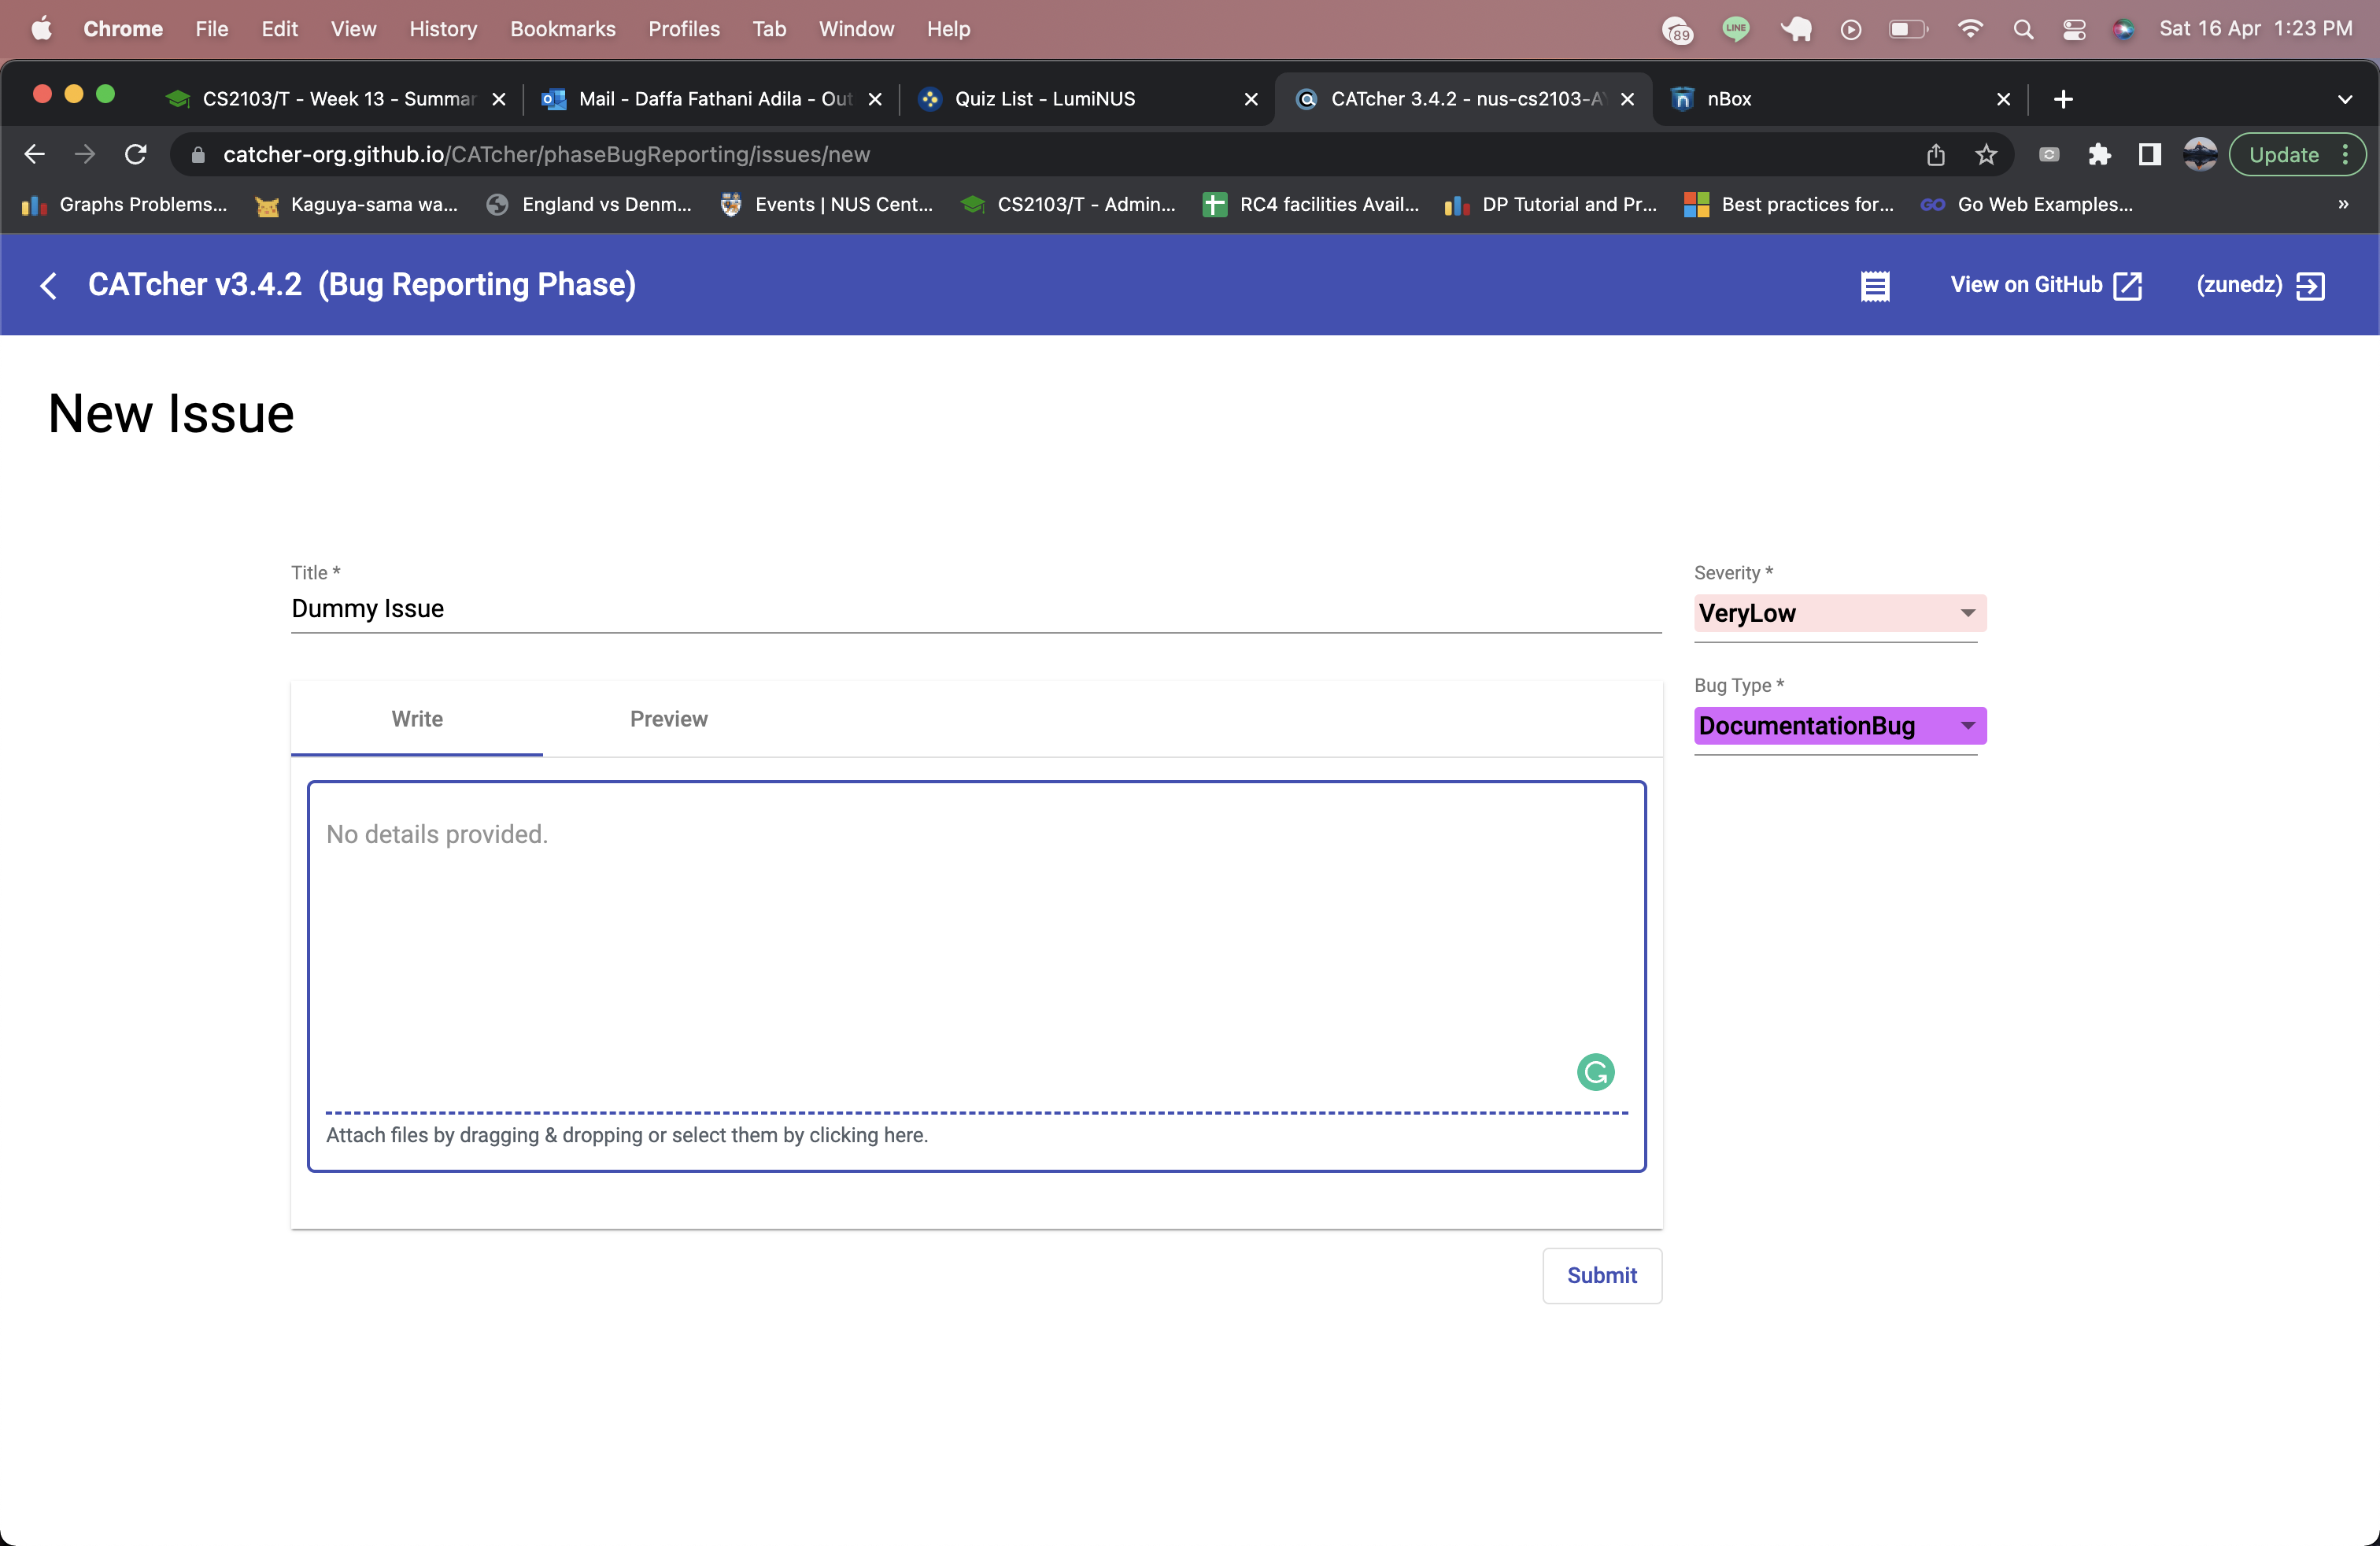 Chrome File Edit View History Bookmarks Profiles Tab Window Help 89 LINE Sat 16 Apr 1:23 PM
CS2103/T - Week 13 - Summar Mail - Daffa Fathani Adila - Out Quiz List - LumiNUS CATcher 3.4.2 - nus-cs2103-AY nBox
catcher-org.github.io/CATcher/phaseBugReporting/issues/new Update
Graphs Problems... Kaguya-sama wa... England vs Denm... Events | NUS Cent... CS2103/T - Admin... RC4 facilities Avail... DP Tutorial and Pr... Best practices for... GO Go Web Examples... »
CATcher v3.4.2 (Bug Reporting Phase) View on GitHub (zunedz)
New Issue
Title * Severity *
Dummy Issue VeryLow
Bug Type *
Write Preview DocumentationBug
No details provided.
Attach files by dragging & dropping or select them by clicking here.
Submit